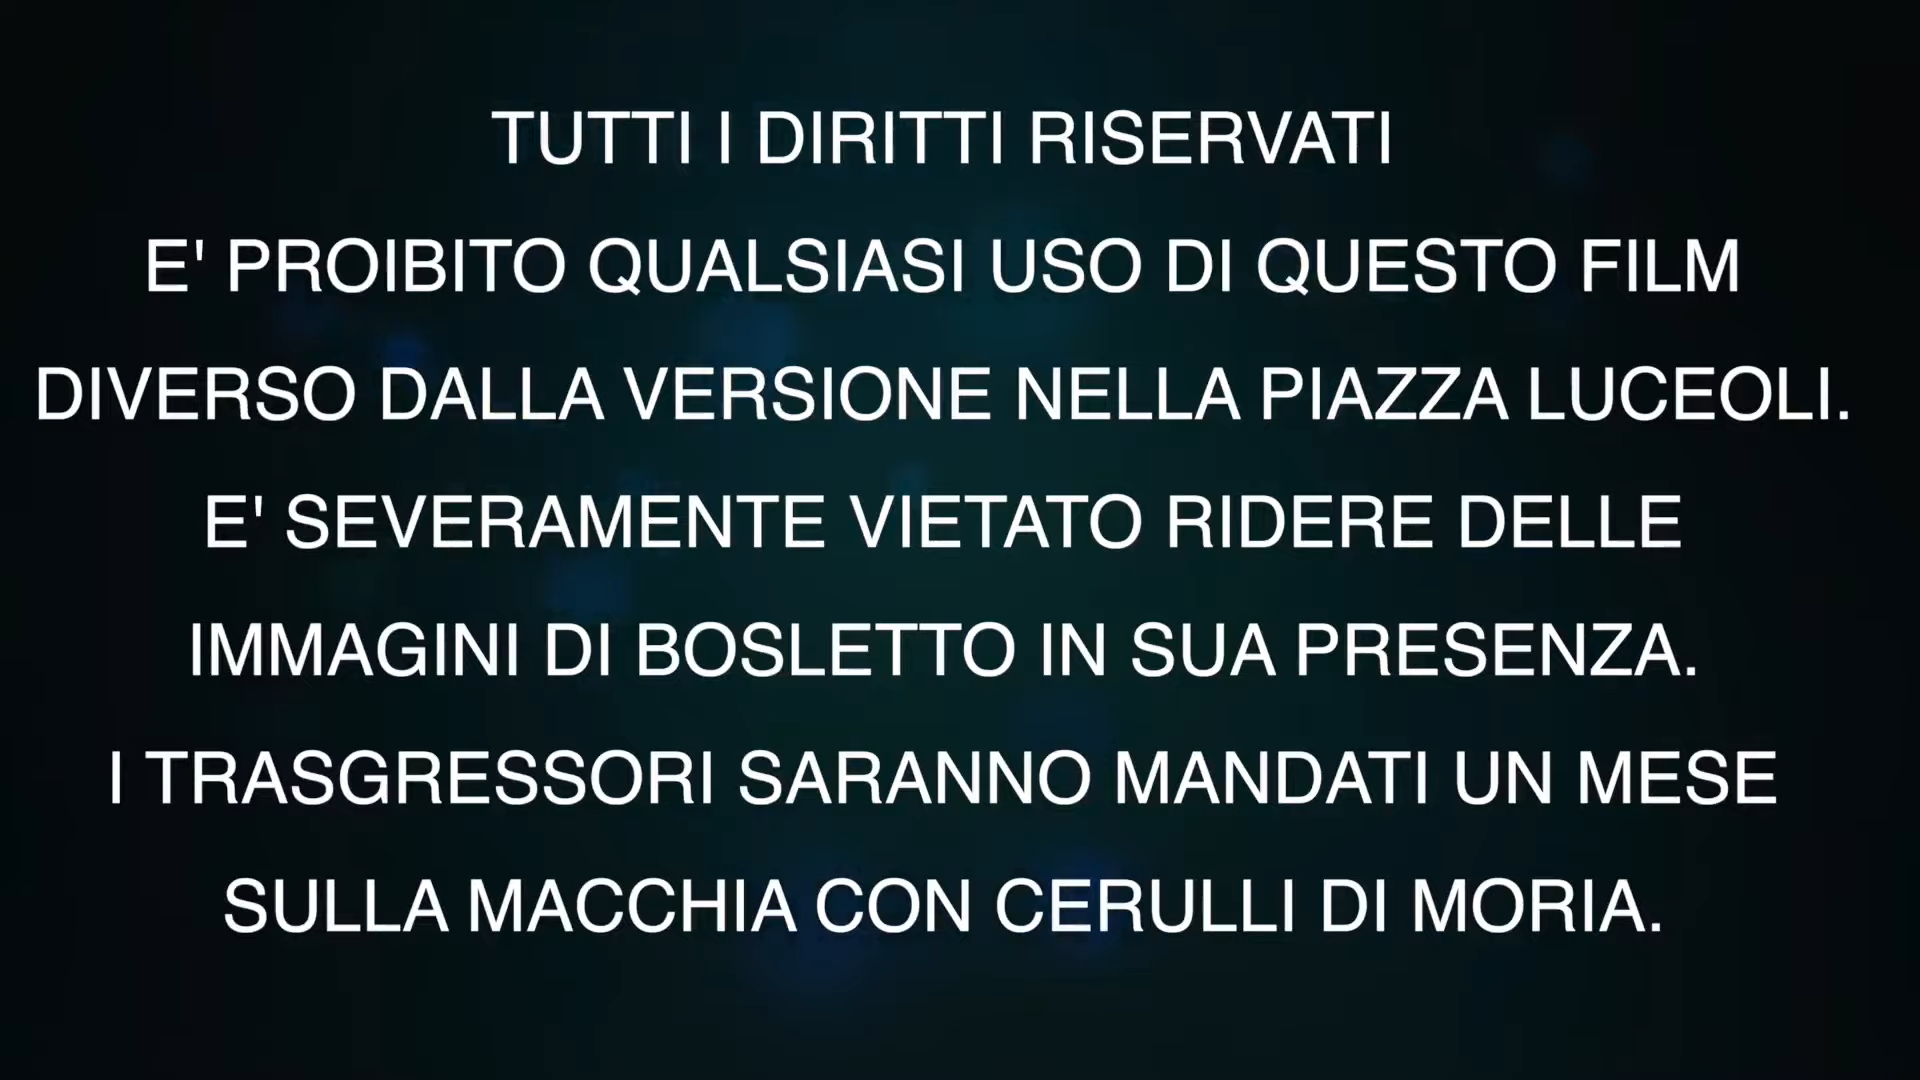 TUTTI I DIRITTI RISERVATI
E' PROIBITO QUALSIASI USO DI QUESTO FILM
DIVERSO DALLA VERSIONE NELLA PIAZZA LUCEOLI.
E' SEVERAMENTE VIETATO RIDERE DELLE
IMMAGINI DI BOSLETTO IN SUA PRESENZA.
I TRASGRESSORI SARANNO MANDATI UN MESE
SULLA MACCHIA CON CERULLI DI MORIA.